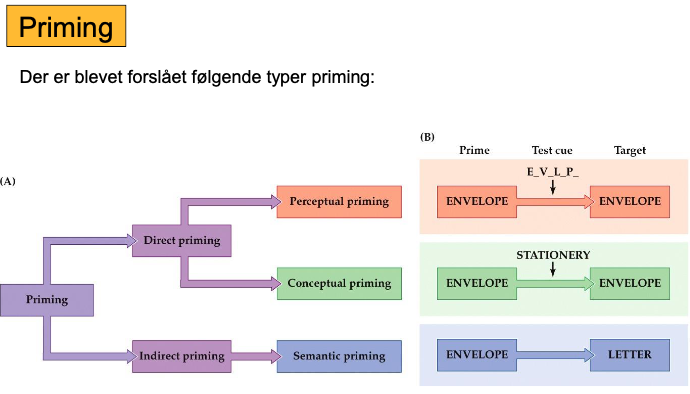 Priming
Der er blevet forslået følgende typer priming:
(A)
Priming
Direct priming
Indirect priming
Perceptual priming
Conceptual priming
Semantic priming
(B)
Prime Test cue Target
E_V_L_P_
ENVELOPE ENVELOPE
STATIONERY
ENVELOPE ENVELOPE
ENVELOPE LETTER